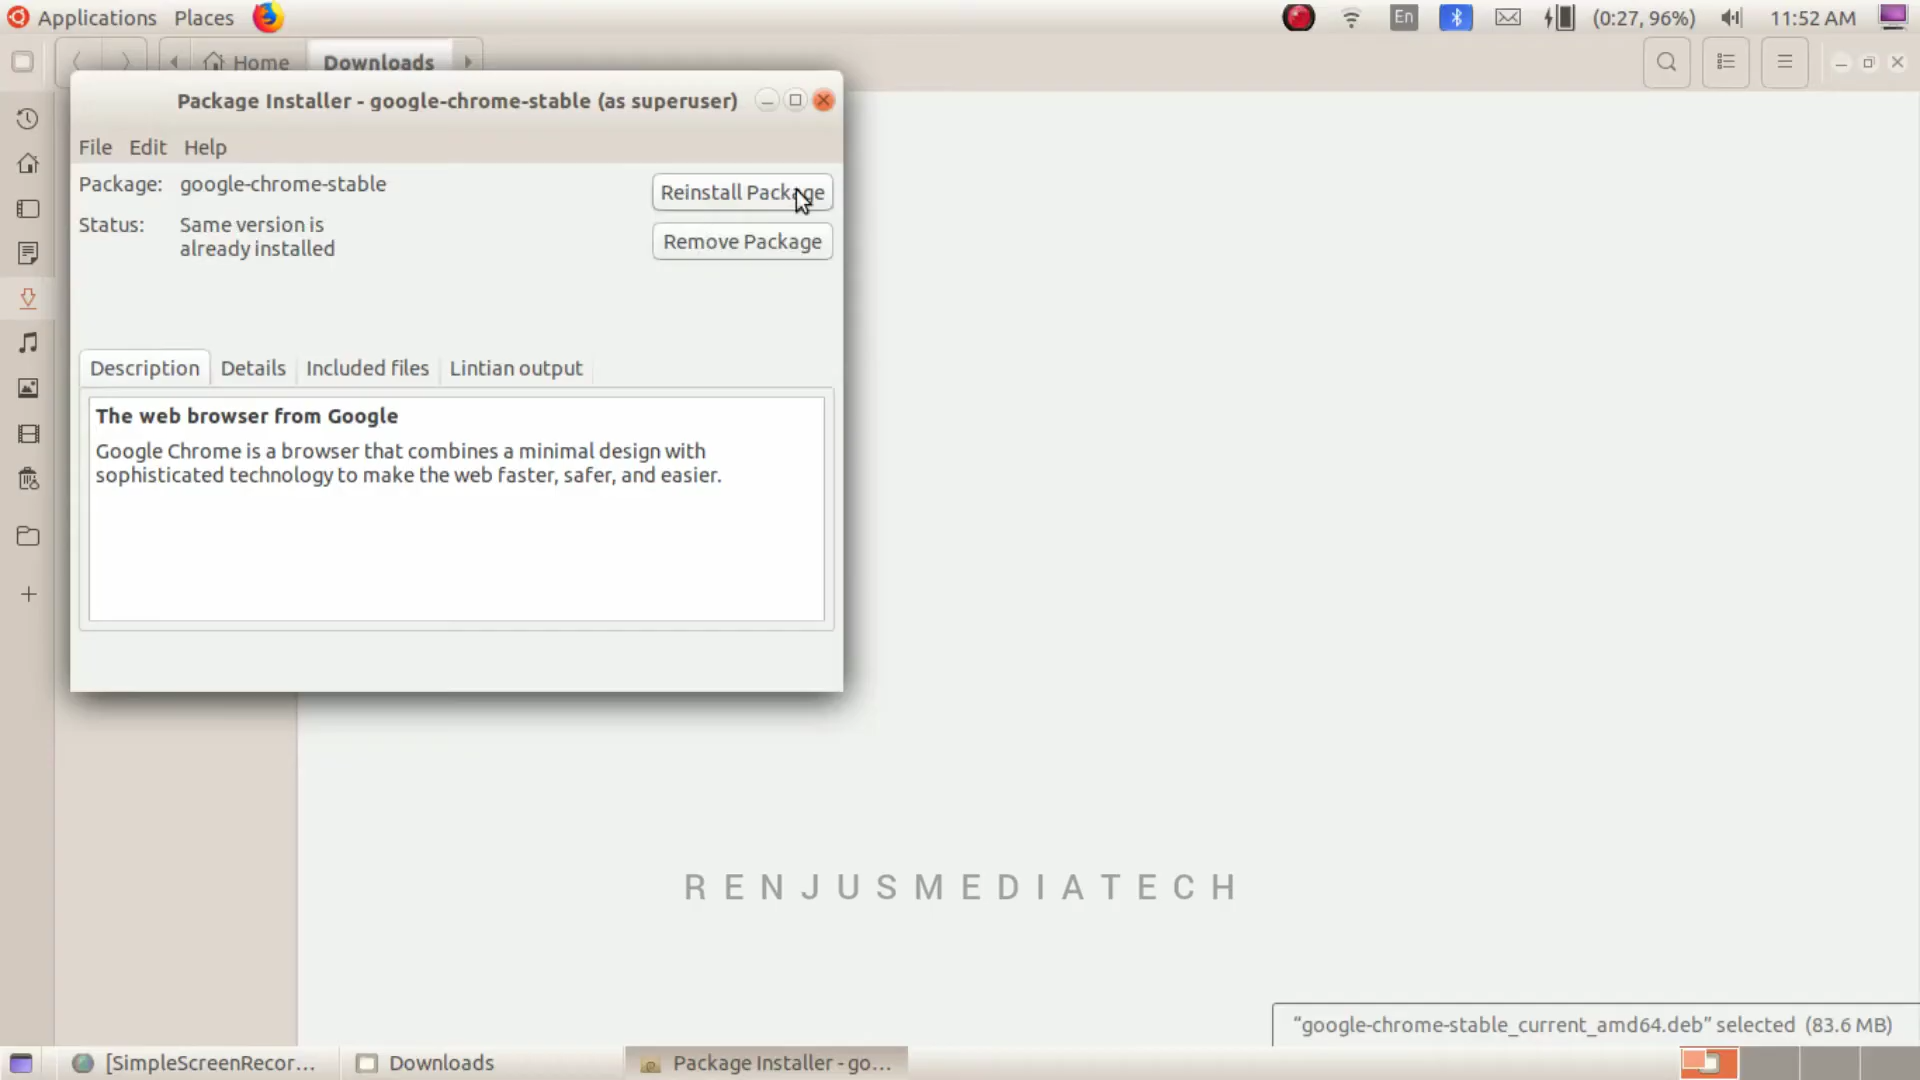 Applications Places
En
(0:27, 96%)
11:52 AM
Home Downloads
Package Installer - google-chrome-stable (as superuser)
File Edit Help
Package: google-chrome-stable
Reinstall Package
Status: Same version is
already installed
Remove Package
Description Details Included files Lintian output
The web browser from Google
Google Chrome is a browser that combines a minimal design with
sophisticated technology to make the web faster, safer, and easier.
RENJUSMEDIATECH
“google-chrome-stable_current_amd64.deb” selected (83.6 MB)
[SimpleScreenRecor...
Downloads
Package Installer - go...